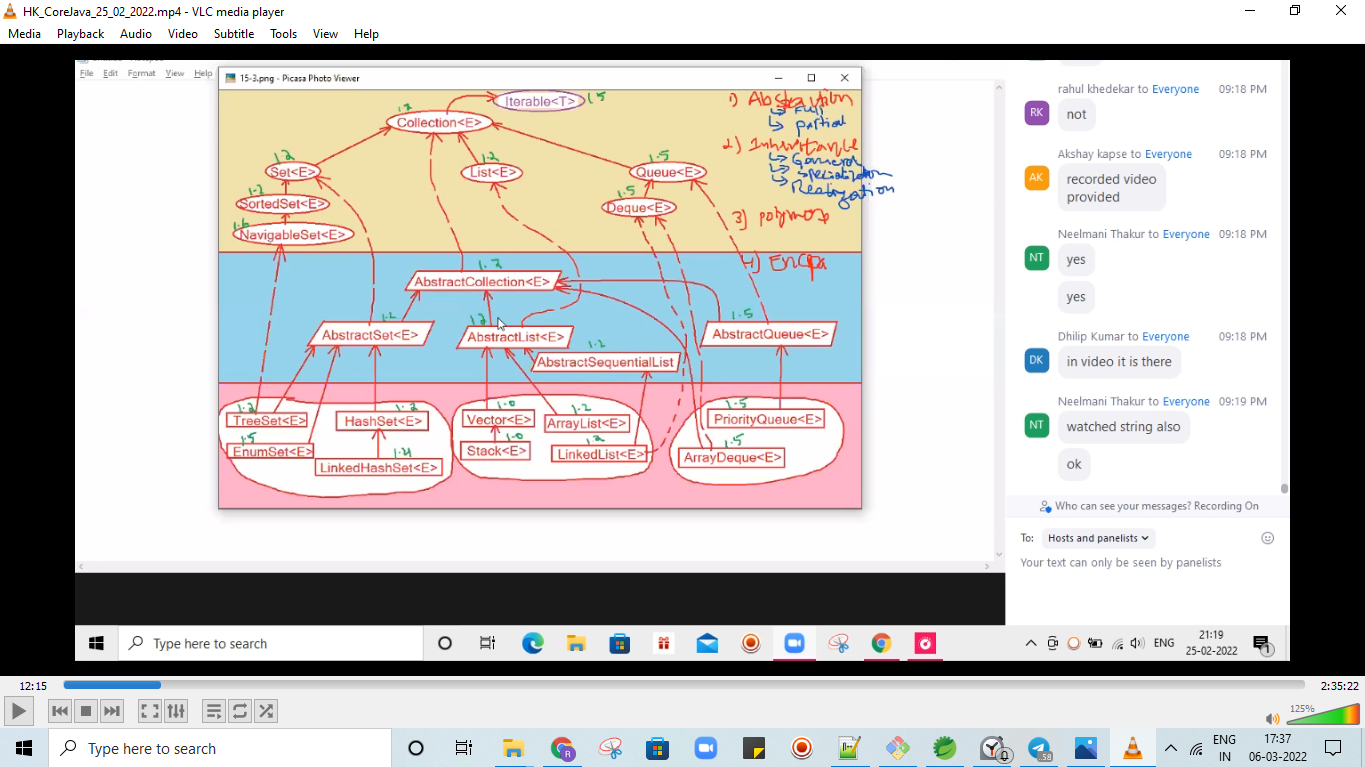 HK_CoreJava_25_02_2022.mp4 - VLC media player
Media Playback Audio Video Subtitle Tools View Help
File Edit Format View Help
15-3.png - Picasa Photo Viewer
Iterable<T> 1.5
1.2
Collection<E>
1.2
Set<E>
1.2
List<E>
1.5
Queue<E>
1.2
SortedSet<E>
1.5
Deque<E>
1.6
NavigableSet<E>
1) Abstraction
Full
partial
2) Inheritance
Specialization
Realization
3) polymor
4) Encpa
1.2
AbstractCollection<E>
1.2
AbstractSet<E>
1.2
AbstractList<E>
1.5
AbstractQueue<E>
1.2
AbstractSequentialList
1.2
TreeSet<E>
1.2
HashSet<E>
1.0
Vector<E>
1.2
ArrayList<E>
1.5
PriorityQueue<E>
1.5
EnumSet<E>
1.4
LinkedHashSet<E>
1.0
Stack<E>
1.2
LinkedList<E>
1.5
ArrayDeque<E>
rahul khedekar to Everyone 09:18 PM
RK
not
Akshay kapse to Everyone 09:18 PM
AK
recorded video
provided
Neelmani Thakur to Everyone 09:18 PM
NT
yes
yes
Dhilip Kumar to Everyone 09:18 PM
DK
in video it is there
Neelmani Thakur to Everyone 09:19 PM
NT
watched string also
ok
Who can see your messages? Recording On
To: Hosts and panelists
Your text can only be seen by panelists
Type here to search
ENG
21:19
25-02-2022
1
12:15
2:35:22
125%
Type here to search
R
58
ENG
IN
17:37
06-03-2022